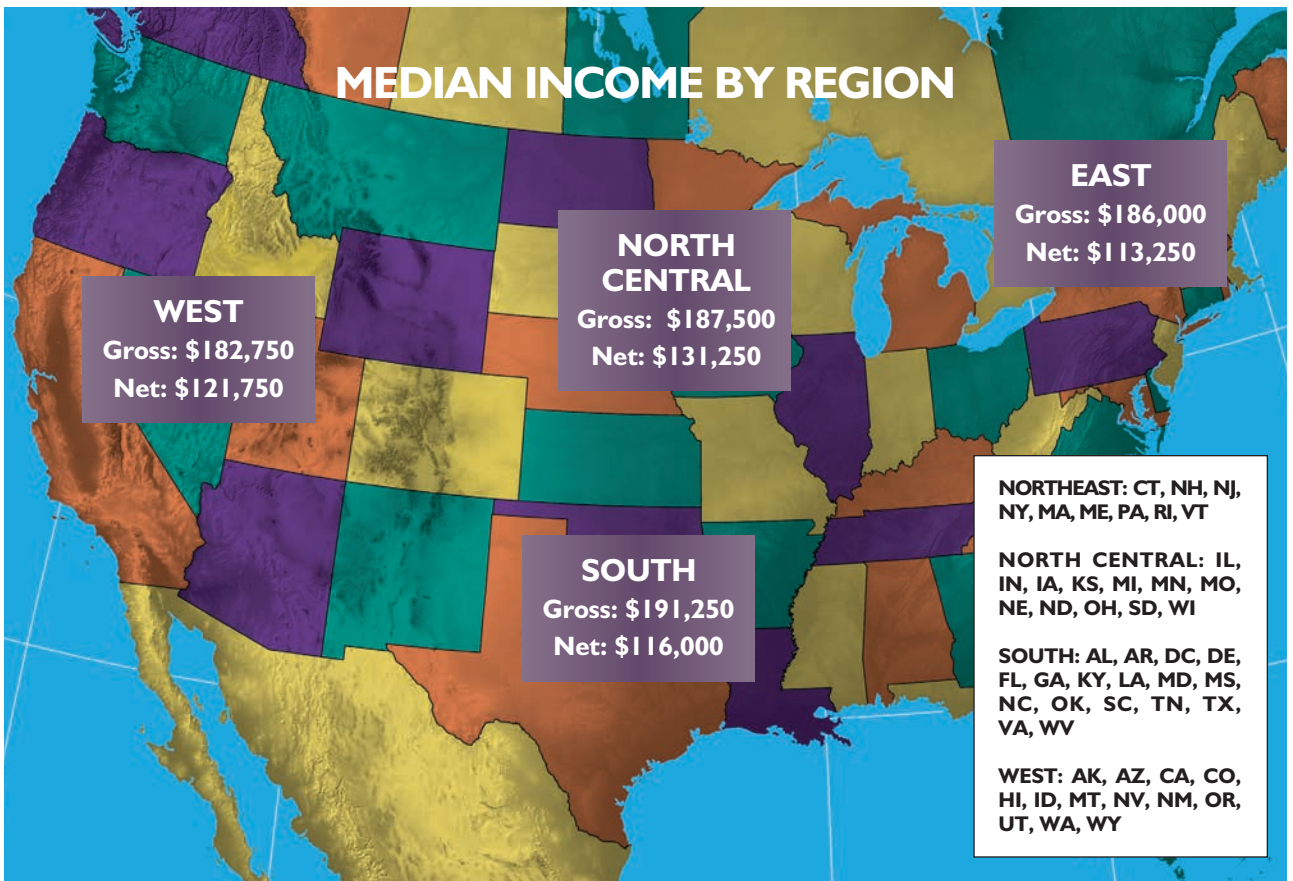 MEDIAN INCOME BY REGION
EAST
Gross: $186,000
Net: $113,250
NORTH
CENTRAL
Gross: $187,500
Net: $131,250
WEST
Gross: $182,750
Net: $121,750
SOUTH
Gross: $191,250
Net: $116,000
NORTHEAST: CT, NH, NJ,
NY, MA, ME, PA, RI, VT
NORTH CENTRAL: IL,
IN, IA, KS, MI, MN, MO,
NE, ND, OH, SD, WI
SOUTH: AL, AR, DC, DE,
FL, GA, KY, LA, MD, MS,
NC, OK, SC, TN, TX,
VA, WV
WEST: AK, AZ, CA, CO,
HI, ID, MT, NV, NM, OR,
UT, WA, WY